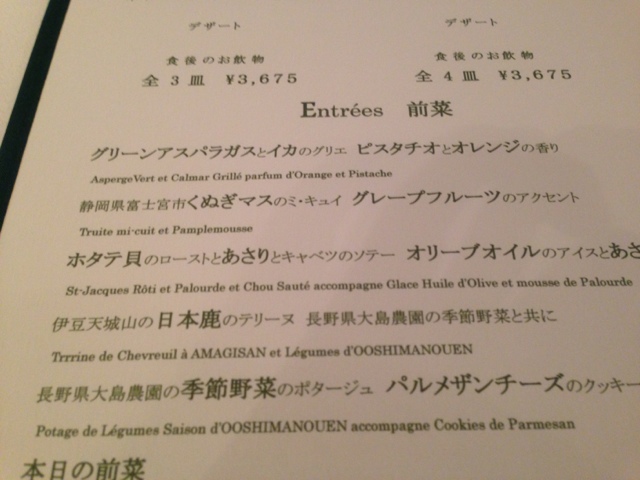 デザート
デザート
食後のお飲物
食後のお飲物
全 3 皿 ¥3,675
全 4 皿 ¥3,675
Entrées 前菜
グリーンアスパラガスとイカのグリエ ピスタチオとオレンジの香り
AspergeVert et Calmar Grillé parfum d'Orange et Pistache
静岡県富士宮市くぬぎマスのミ・キュイ グレープフルーツのアクセント
Truite mi-cuit et Pamplemousse
ホタテ貝のローストとあさりとキャベツのソテー オリーブオイルのアイスとあさ
St-Jacques Rôti et Palourde et Chou Sauté accompagne Glace Huile d'Olive et mousse de Palourde
伊豆天城山の日本鹿のテリーヌ 長野県大島農園の季節野菜と共に
Trrrine de Chevreuil à AMAGISAN et Légumes d'OOSHIMANOUEN
長野県大島農園の季節野菜のポタージュ パルメザンチーズのクッキー
Potage de Légumes Saison d'OOSHIMANOUEN accompagne Cookies de Parmesan
本日の前菜